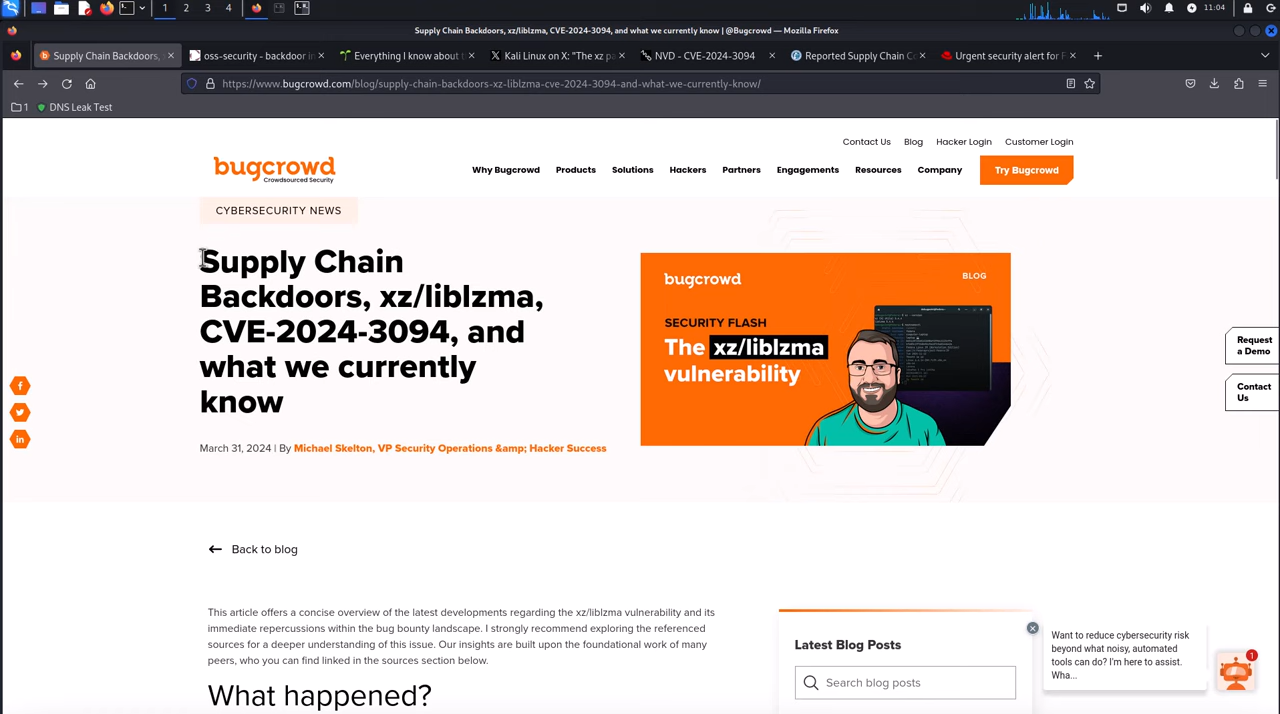 1 2 3 4
11:04
Supply Chain Backdoors, xz/liblzma, CVE-2024-3094, and what we currently know | @Bugcrowd — Mozilla Firefox
Supply Chain Backdoors, x
oss-security - backdoor in
Everything I know about t
Kali Linux on X: "The xz pa
NVD - CVE-2024-3094
Reported Supply Chain C
Urgent security alert for F
https://www.bugcrowd.com/blog/supply-chain-backdoors-xz-liblzma-cve-2024-3094-and-what-we-currently-know/
1 DNS Leak Test
Contact Us Blog Hacker Login Customer Login
bugcrowd
Crowdsourced Security
Why Bugcrowd Products Solutions Hackers Partners Engagements Resources Company Try Bugcrowd
CYBERSECURITY NEWS
Supply Chain
Backdoors, xz/liblzma,
CVE-2024-3094, and
what we currently
know
March 31, 2024 | By Michael Skelton, VP Security Operations &amp; Hacker Success
bugcrowd
BLOG
SECURITY FLASH
The xz/liblzma
vulnerability
Request
a Demo
Contact
Us
Back to blog
This article offers a concise overview of the latest developments regarding the xz/liblzma vulnerability and its
immediate repercussions within the bug bounty landscape. I strongly recommend exploring the referenced
sources for a deeper understanding of this issue. Our insights are built upon the foundational work of many
peers, who you can find linked in the sources section below.
What happened?
Latest Blog Posts
Search blog posts
Want to reduce cybersecurity risk
beyond what noisy, automated
tools can do? I'm here to assist.
Wha...
1